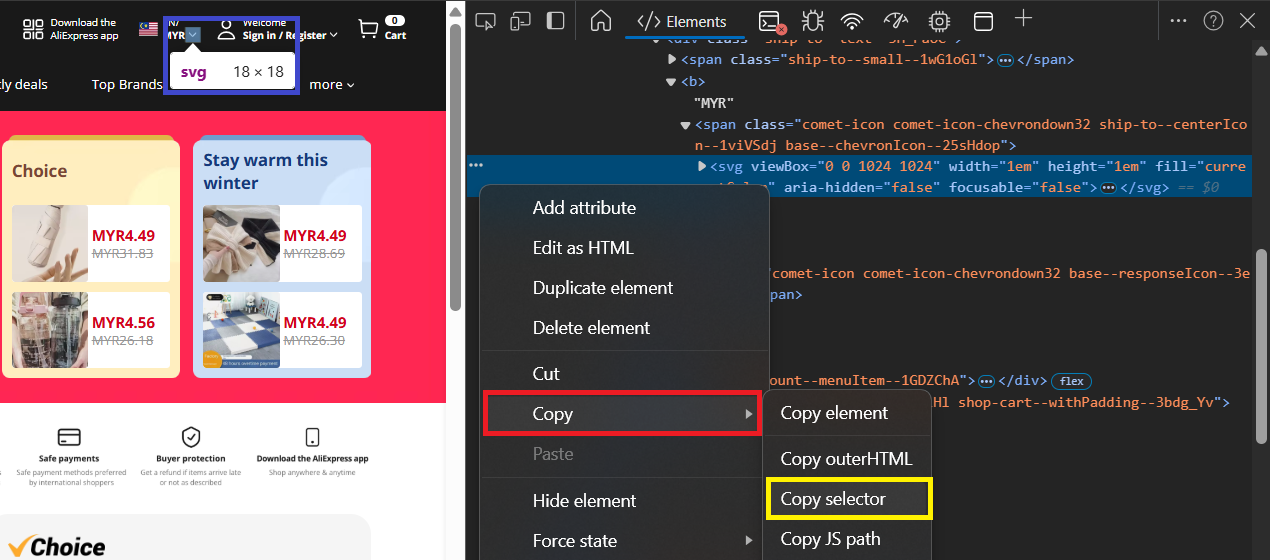 Download the
AliExpress app
N/
MYR
Welcome
Sign in / Register
0
Cart
svg 18 × 18
tly deals
Top Brands
more
Choice
MYR4.49
MYR31.83
MYR4.56
MYR26.18
Stay warm this
winter
MYR4.49
MYR28.69
MYR4.49
MYR26.30
Safe payments
Safe payment methods preferred
by international shoppers
Buyer protection
Get a refund if items arrive late
or not as described
Download the AliExpress app
Shop anywhere & anytime
Choice
Elements
<span class="ship-to--small--1wG1oGl"> … </span>
<b>
"MYR"
<span class="comet-icon comet-icon-chevrondown32 ship-to--centerIco
n--1viVSdj base--chevronIcon--25sHdop">
<svg viewBox="0 0 1024 1024" width="1em" height="1em" fill="curre
aria-hidden="false" focusable="false"> … </svg> == $0
"comet-icon comet-icon-chevrondown32 base--responseIcon--3e
pan>
ount--menuItem--1GDZChA"> … </div> flex
Hl shop-cart--withPadding--3bdg_Yv">
Add attribute
Edit as HTML
Duplicate element
Delete element
Cut
Copy
Paste
Hide element
Force state
Copy element
Copy outerHTML
Copy selector
Copy JS path